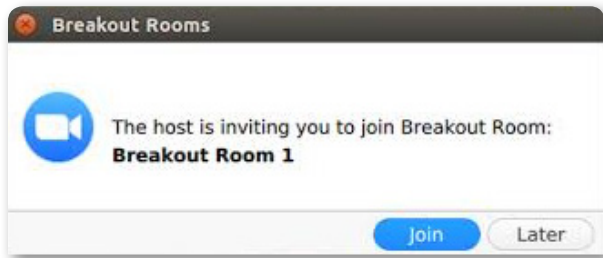 Breakout Rooms
The host is inviting you to join Breakout Room:
Breakout Room 1
Join Later